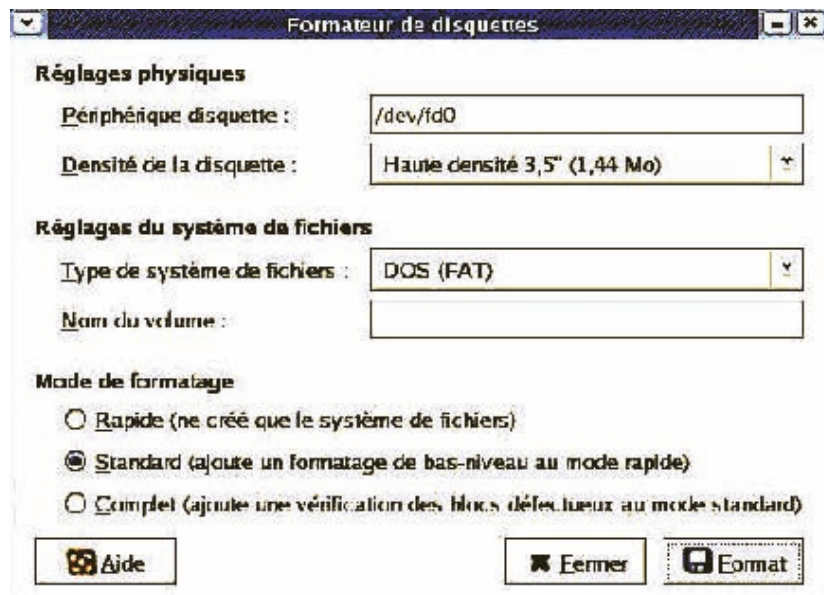 Formateur de disquettes
Réglages physiques
Périphérique disquette : /dev/fd0
Densité de la disquette : Haute densité 3,5" (1,44 Mo)
Réglages du système de fichiers
Type de système de fichiers : DOS (FAT)
Nom du volume :
Mode de formatage
Rapide (ne créé que le système de fichiers)
Standard (ajoute un formatage de bas-niveau au mode rapide)
Complet (ajoute une vérification des blocs défectueux au mode standard)
Aide Fermer Format